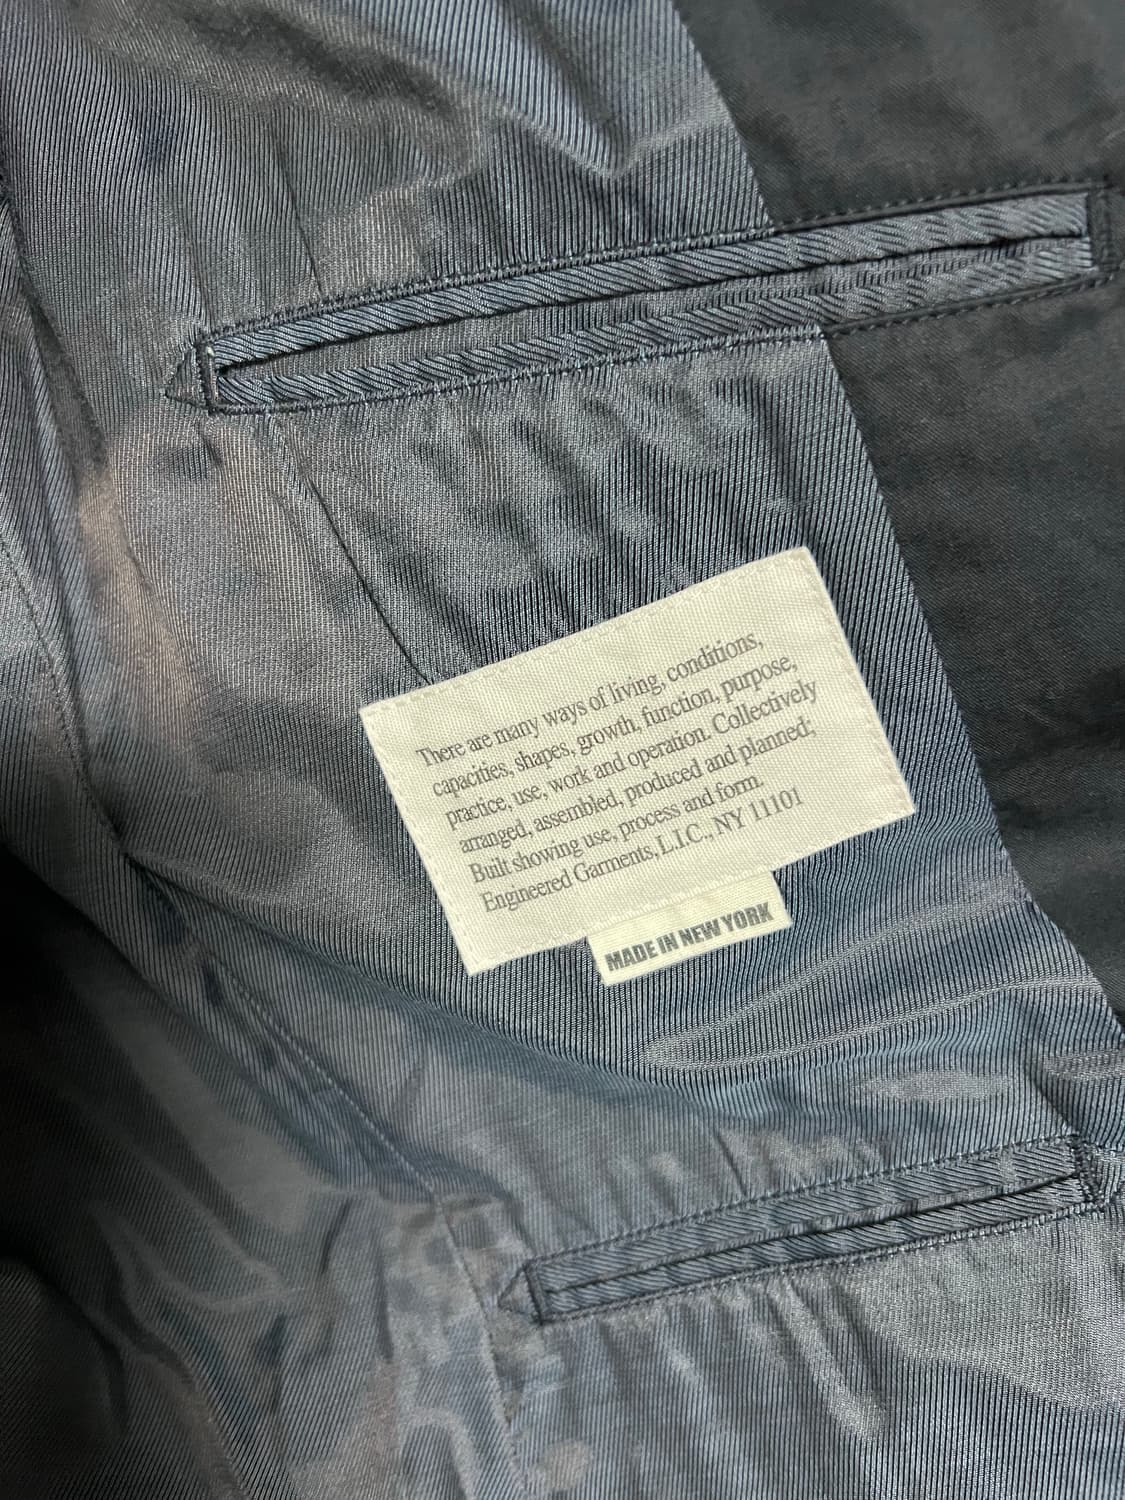 There are many ways of living, conditions,
capacities, shapes, growth, function, purpose,
practice, use, work and operation. Collectively
arranged, assembled, produced and planned;
Built showing use, process and form.
Engineered Garments, L.I.C., NY 11101
MADE IN NEW YORK